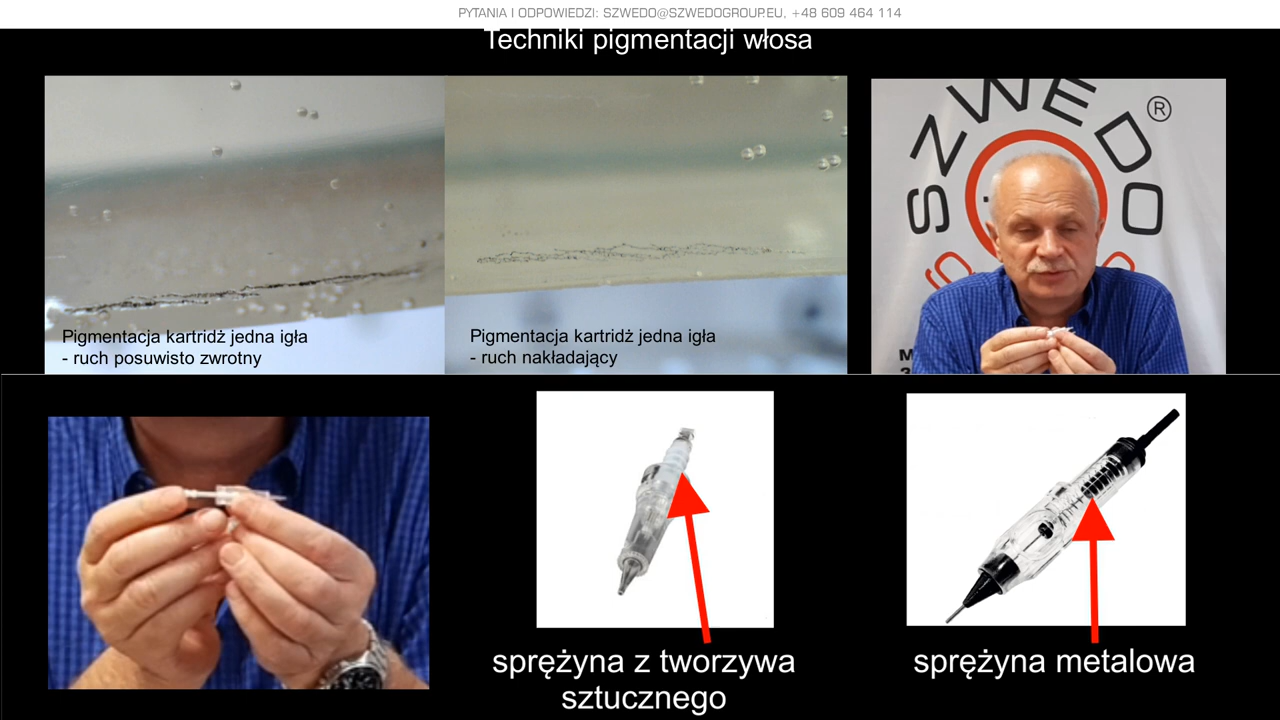 PYTANIA I ODPOWIEDZI: SZWEDO@SZWEDOGROUP.EU, +48 609 464 114
Techniki pigmentacji włosa
SZWEDO®
Pigmentacja kartridż jedna igła
- ruch posuwisto zwrotny
Pigmentacja kartridż jedna igła
- ruch nakładający
sprężyna z tworzywa
sztucznego
sprężyna metalowa